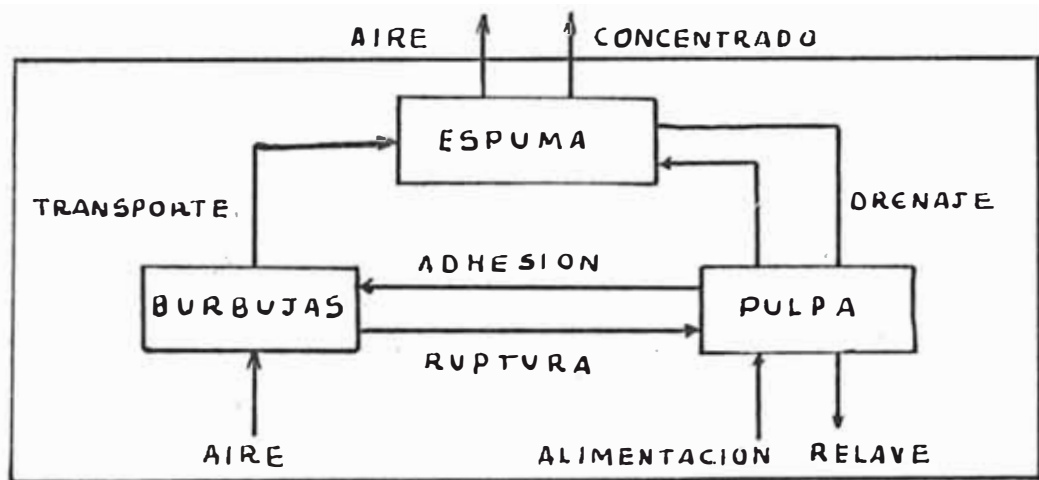 AIRE
CONCENTRADO
ESPUMA
TRANSPORTE.
DRENAJE
ADHESION
BURBUJAS
PULPA
RUPTURA
AIRE
ALIMENTACION
RELAVE